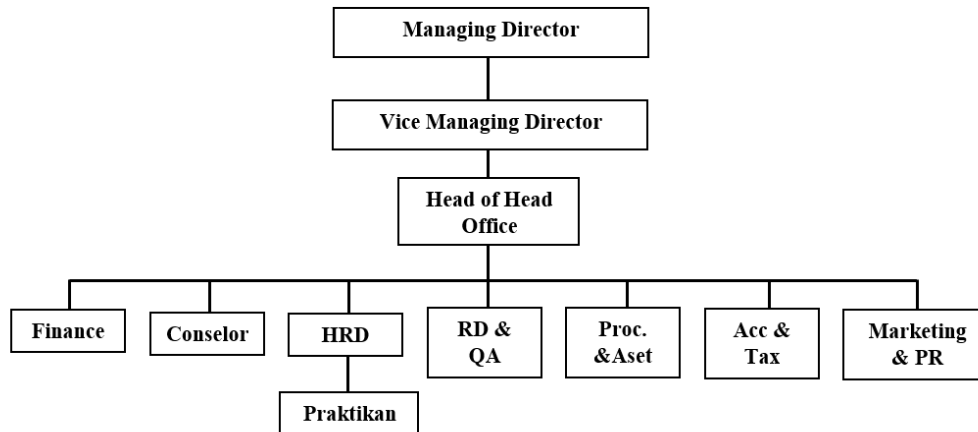 Managing Director
Vice Managing Director
Head of Head
Office
Finance
Conselor
HRD
RD &
QA
Proc.
&Aset
Acc &
Tax
Marketing
& PR
Praktikan